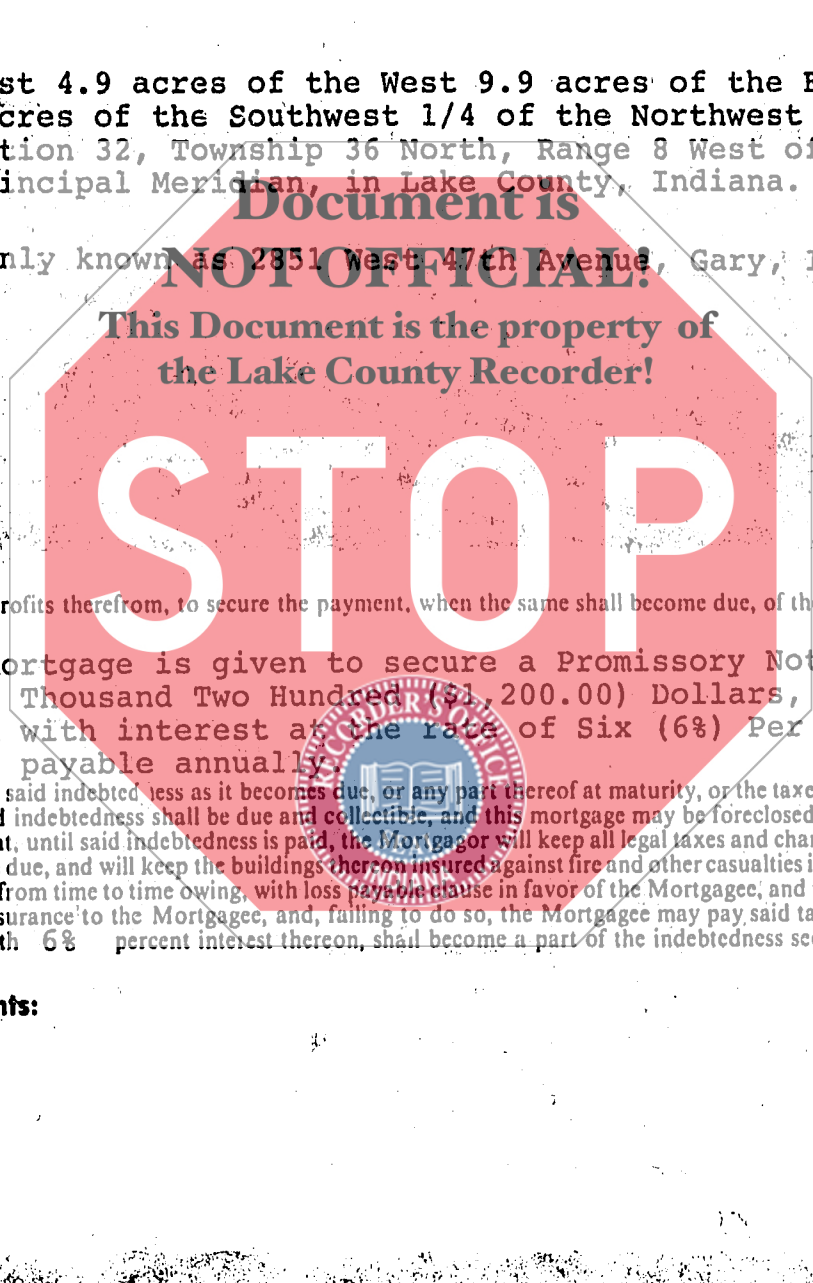 st 4.9 acres of the West 9.9 acres of the E
cres of the Southwest 1/4 of the Northwest
tion 32, Township 36 North, Range 8 West of
incipal Meridian, in Lake County, Indiana.
Document is
nly known as 2851 West 47th Avenue, Gary, I
NOT OFFICIAL!
This Document is the property of
the Lake County Recorder!
STOP
rofits therefrom, to secure the payment, when the same shall become due, of th
ortgage is given to secure a Promissory Not
Thousand Two Hundred ($1,200.00) Dollars,
with interest at the rate of Six (6%) Per
payable annually.
RECORDER'S OFFICE
said indebtedness as it becomes due, or any part thereof at maturity, or the taxe
d indebtedness shall be due and collectible, and this mortgage may be foreclosed
nt, until said indebtedness is paid, the Mortgagor will keep all legal taxes and char
due, and will keep the buildings thereon insured against fire and other casualties i
INDIANA
from time to time owing, with loss payable clause in favor of the Mortgagee, and
surance to the Mortgagee, and, failing to do so, the Mortgagee may pay said ta
th 6% percent interest thereon, shall become a part of the indebtedness sec
nts: